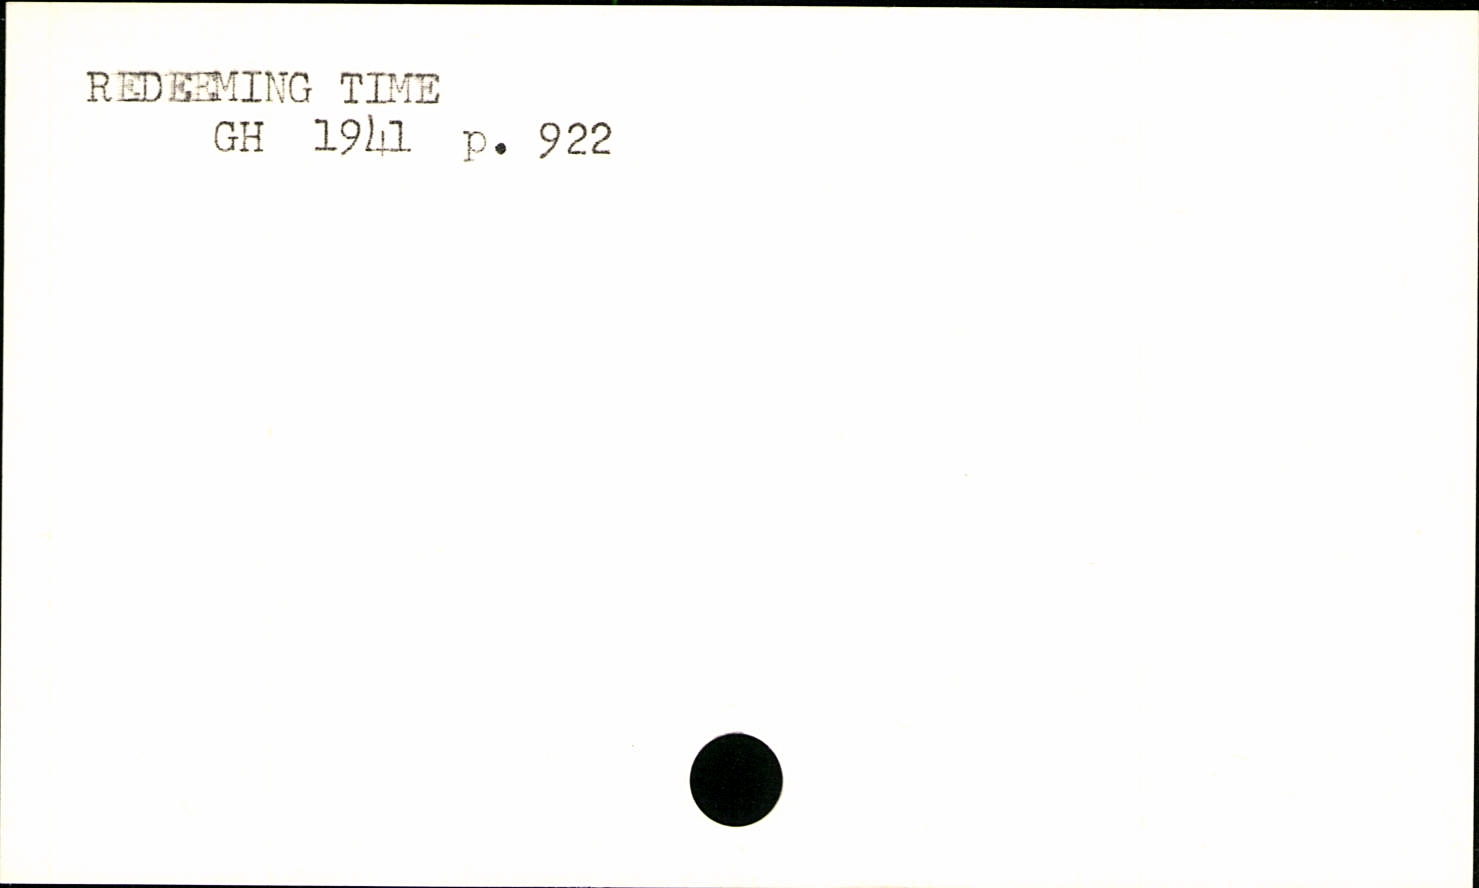 REDEEMING TIME
GH 1941 p. 922